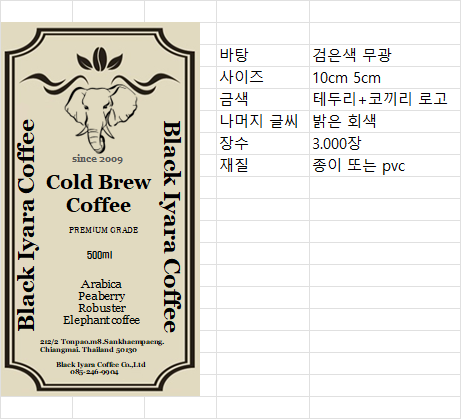 since 2009
Cold Brew
Coffee
PREMIUM GRADE
500ml
Arabica
Peaberry
Robuster
Elephant coffee
212/2 Tonpao.m8.Sankhaempaeng.
Chiangmai. Thailand 50130
Black Iyara Coffee Co.,Ltd
085-246-9904
Black Iyara Coffee
Black Iyara Coffee
바탕 검은색 무광
사이즈 10cm 5cm
금색 테두리+코끼리 로고
나머지 글씨 밝은 회색
장수 3.000장
재질 종이 또는 pvc